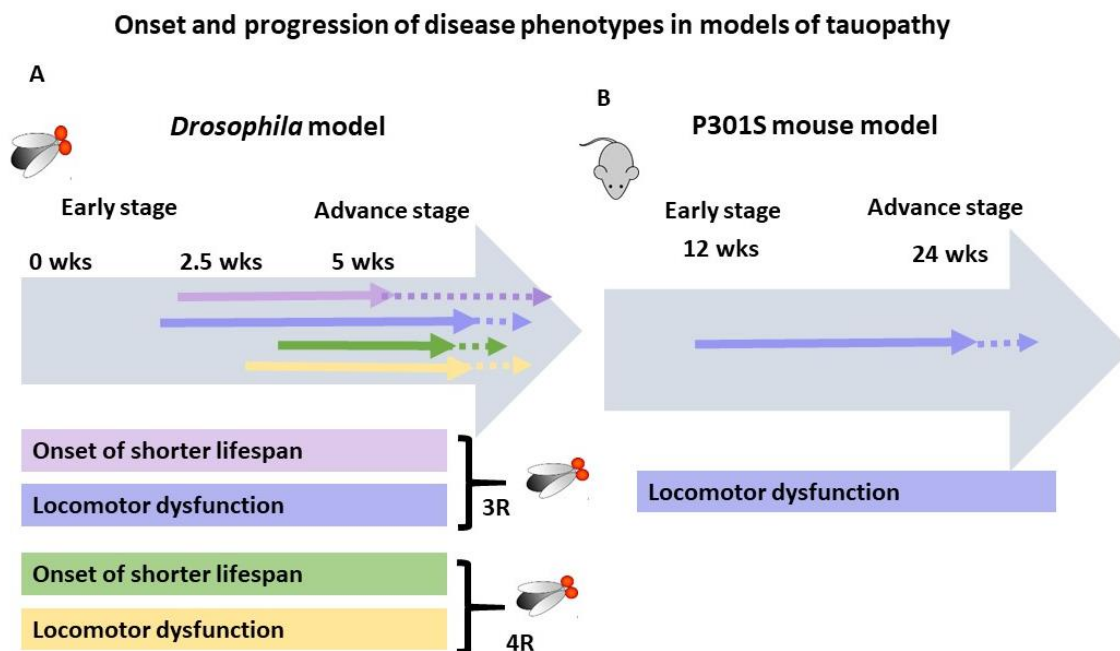 Onset and progression of disease phenotypes in models of tauopathy
A
Drosophila model
Early stage
Advance stage
0 wks
2.5 wks
5 wks
Onset of shorter lifespan
Locomotor dysfunction
3R
Onset of shorter lifespan
Locomotor dysfunction
4R
B
P301S mouse model
Early stage
12 wks
Advance stage
24 wks
Locomotor dysfunction